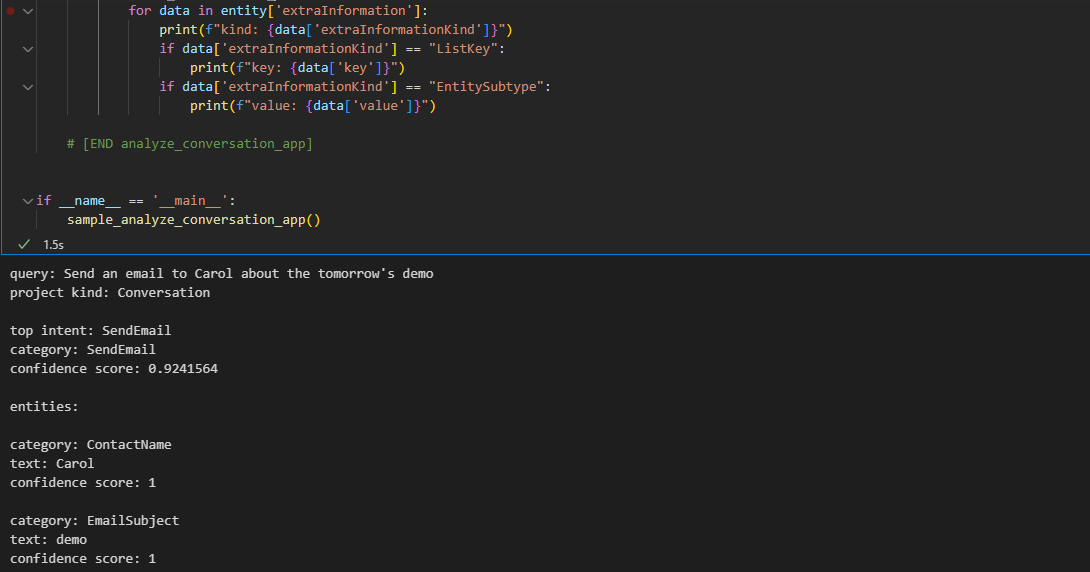 for data in entity['extraInformation']:
print(f"kind: {data['extraInformationKind']}")
if data['extraInformationKind'] == "ListKey":
print(f"key: {data['key']}")
if data['extraInformationKind'] == "EntitySubtype":
print(f"value: {data['value']}")
# [END analyze_conversation_app]
if __name__ == '__main__':
sample_analyze_conversation_app()
1.5s
query: Send an email to Carol about the tomorrow's demo
project kind: Conversation
top intent: SendEmail
category: SendEmail
confidence score: 0.9241564
entities:
category: ContactName
text: Carol
confidence score: 1
category: EmailSubject
text: demo
confidence score: 1